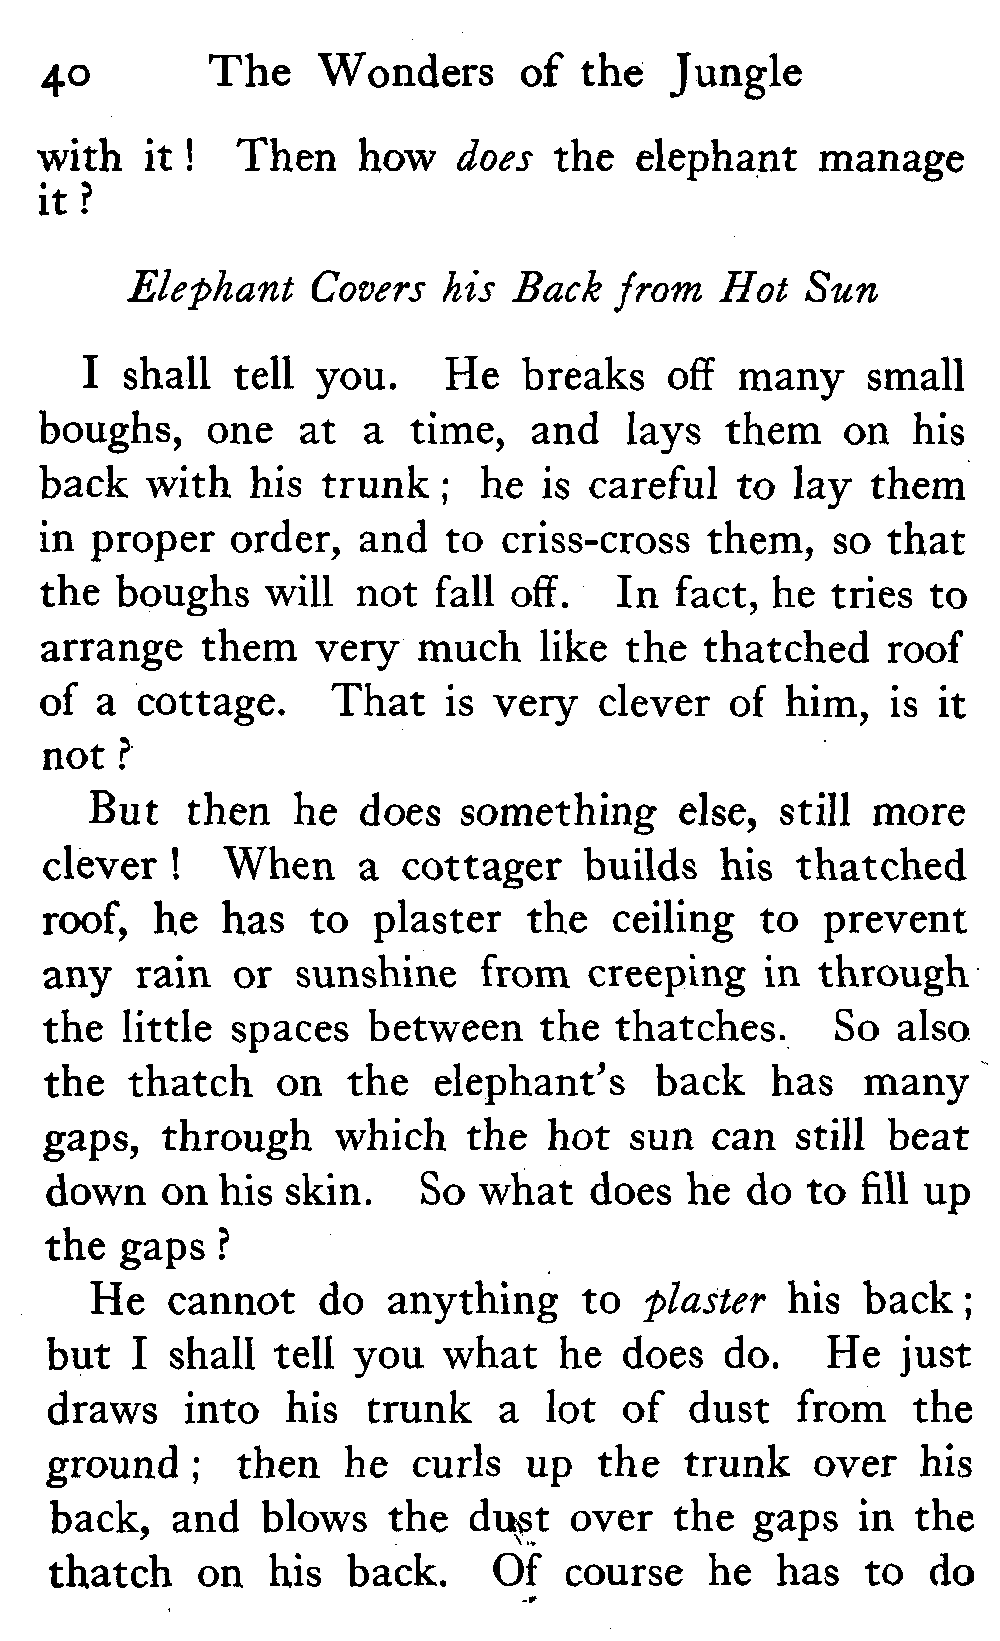 40 The Wonders of the Jungle
with it! Then how does the elephant manage
it?
Elephant Covers his Back from Hot Sun
I shall tell you. He breaks off many small
boughs, one at a time, and lays them on his
back with his trunk; he is careful to lay them
in proper order, and to criss-cross them, so that
the boughs will not fall off. In fact, he tries to
arrange them very much like the thatched roof
of a cottage. That is very clever of him, is it
not?
But then he does something else, still more
clever! When a cottager builds his thatched
roof, he has to plaster the ceiling to prevent
any rain or sunshine from creeping in through
the little spaces between the thatches. So also
the thatch on the elephant's back has many
gaps, through which the hot sun can still beat
down on his skin. So what does he do to fill up
the gaps?
He cannot do anything to plaster his back;
but I shall tell you what he does do. He just
draws into his trunk a lot of dust from the
ground; then he curls up the trunk over his
back, and blows the dust over the gaps in the
thatch on his back. Of course he has to do